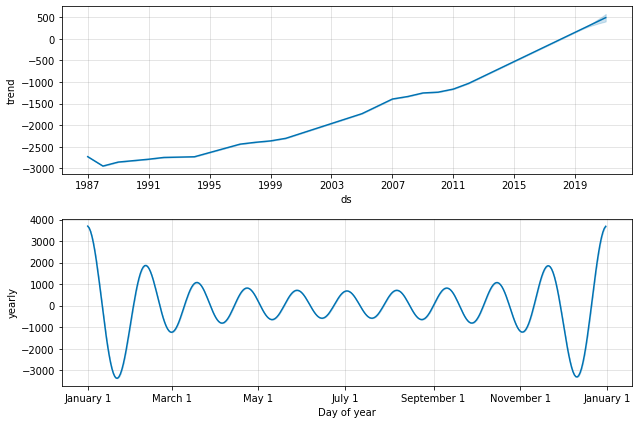 500
0
−500
−1000
−1500
−2000
−2500
−3000
trend
1987 1991 1995 1999 2003 2007 2011 2015 2019
ds
4000
3000
2000
1000
0
−1000
−2000
−3000
yearly
January 1 March 1 May 1 July 1 September 1 November 1 January 1
Day of year